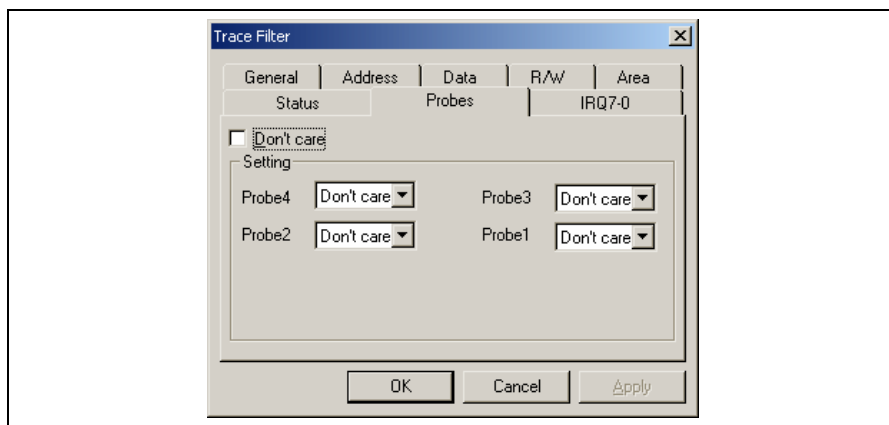 Trace Filter
General Address Data R/W Area
Status Probes IRQ7-0
Don't care
Setting
Probe4 Don't care Probe3 Don't care
Probe2 Don't care Probe1 Don't care
OK Cancel Apply